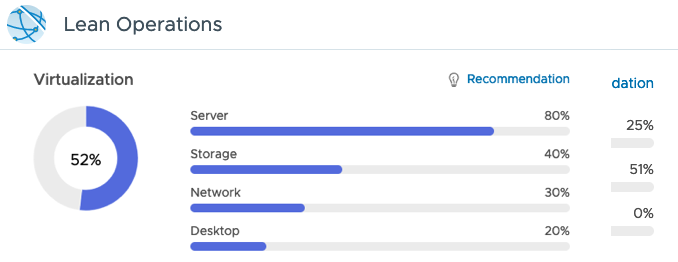 Lean Operations
Virtualization
Recommendation
dation
52%
Server 80%
Storage 40%
Network 30%
Desktop 20%
25%
51%
0%